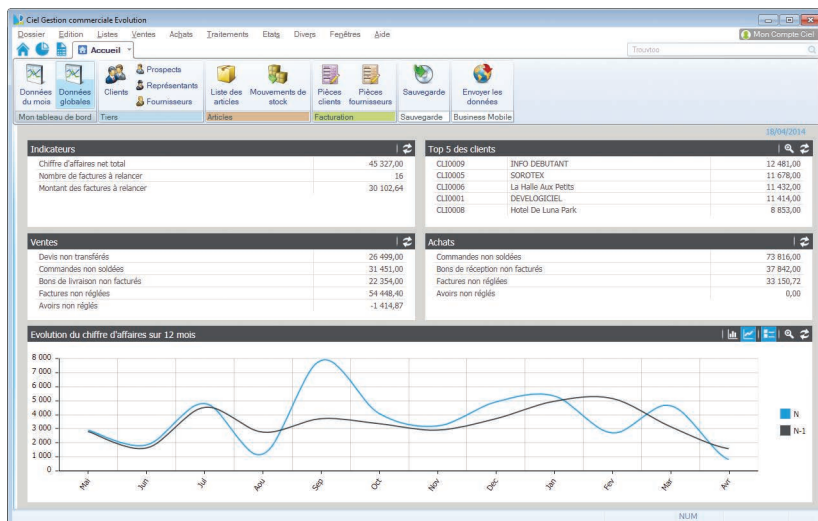 Ciel Gestion commerciale Evolution
Dossier Edition Listes Ventes Achats Traitements Etats Divers Fenêtres Aide
Mon Compte Ciel
Accueil
Trouvtoo
Données du mois
Données globales
Mon tableau de bord
Clients
Prospects
Représentants
Fournisseurs
Tiers
Liste des articles
Mouvements de stock
Articles
Pièces clients
Pièces fournisseurs
Facturation
Sauvegarde
Sauvegarde
Envoyer les données
Business Mobile
18/04/2014
Indicateurs
Chiffre d'affaires net total 45 327,00
Nombre de factures à relancer 16
Montant des factures à relancer 30 102,64
Top 5 des clients
CLI0009 INFO DEBUTANT 12 481,00
CLI0005 SOROTEX 11 678,00
CLI0006 La Halle Aux Petits 11 432,00
CLI0001 DEVELOGICIEL 11 414,00
CLI0008 Hotel De Luna Park 8 853,00
Ventes
Devis non transférés 26 499,00
Commandes non soldées 31 451,00
Bons de livraison non facturés 22 354,00
Factures non réglées 54 448,40
Avoirs non réglés -1 414,87
Achats
Commandes non soldées 73 816,00
Bons de réception non facturés 37 842,00
Factures non réglées 33 150,72
Avoirs non réglés 0,00
Evolution du chiffre d'affaires sur 12 mois
8 000
7 000
6 000
5 000
4 000
3 000
2 000
1 000
0
Mai Jun Jul Aou Sep Oct Nov Dec Jan Fev Mar Avr
N
N-1
NUM